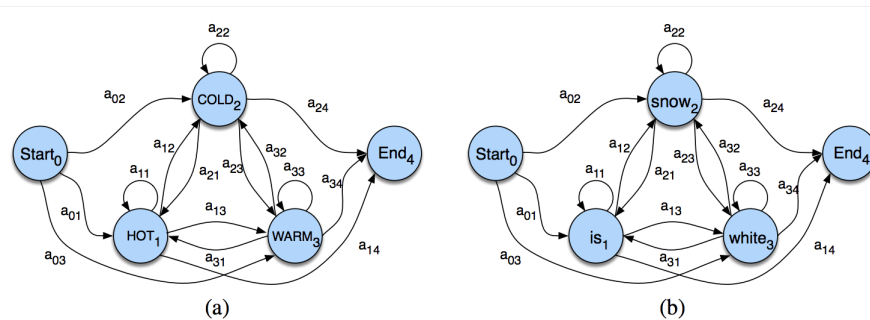 a22 a22
a02 COLD2 a24 a02 snow2 a24
Start0 a12 a21 a23 a32 End4 Start0 a12 a21 a23 a32 End4
a11 a33 a34 a11 a33 a34
a01 HOT1 a13 WARM3 a01 is1 a13 white3
a03 a31 a14 a03 a31 a14
(a) (b)